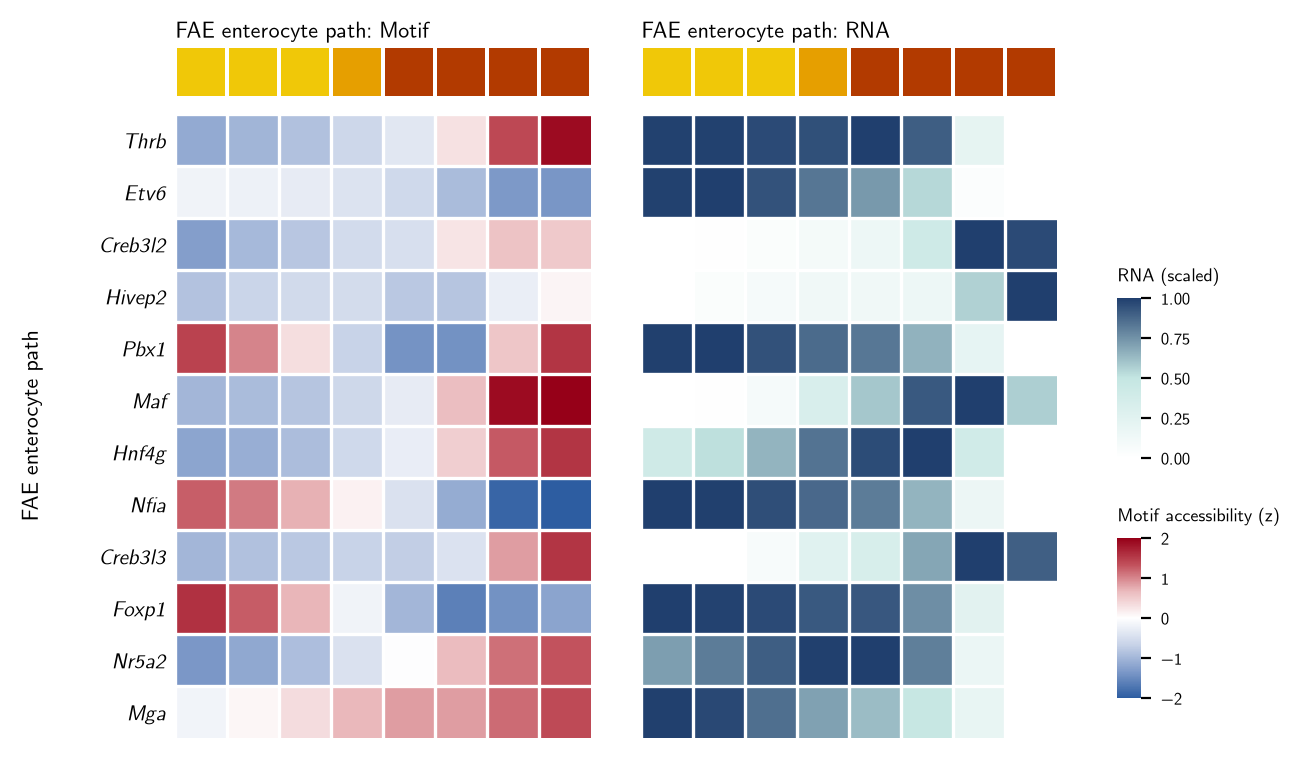 FAE enterocyte path: Motif
FAE enterocyte path: RNA
FAE enterocyte path
Thrb
Etv6
Creb3l2
Hivep2
Pbx1
Maf
Hnf4g
Nfia
Creb3l3
Foxp1
Nr5a2
Mga
RNA (scaled)
1.00
0.75
0.50
0.25
0.00
Motif accessibility (z)
2
1
0
−1
−2